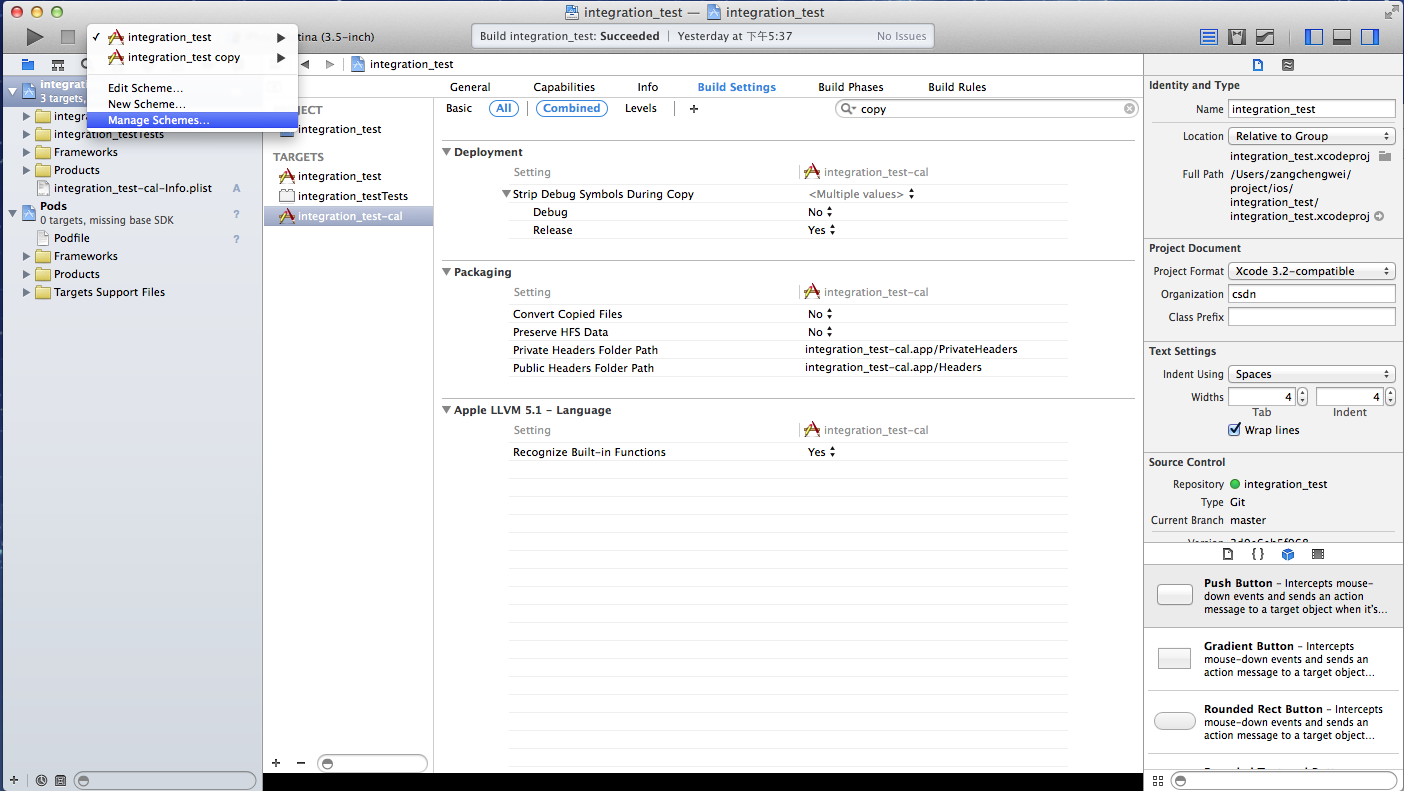 integration_test — integration_test
integration_test
integration_test copy
Edit Scheme...
New Scheme...
Manage Schemes...
(3.5-inch)
Build integration_test: Succeeded | Yesterday at 下午5:37 No Issues
3 targets,
integration_testTests
Frameworks
Products
integration_test-cal-Info.plist A
Pods
0 targets, missing base SDK ?
Podfile ?
Frameworks
Products
Targets Support Files
integration_test
integration_test
TARGETS
integration_test
integration_testTests
integration_test-cal
General Capabilities Info Build Settings Build Phases Build Rules
Basic All Combined Levels + copy
Deployment
Setting integration_test-cal
Strip Debug Symbols During Copy <Multiple values>
Debug No
Release Yes
Packaging
Setting integration_test-cal
Convert Copied Files No
Preserve HFS Data No
Private Headers Folder Path integration_test-cal.app/PrivateHeaders
Public Headers Folder Path integration_test-cal.app/Headers
Apple LLVM 5.1 - Language
Setting integration_test-cal
Recognize Built-in Functions Yes
Identity and Type
Name integration_test
Location Relative to Group
integration_test.xcodeproj
Full Path /Users/zangchengwei/
project/ios/
integration_test/
integration_test.xcodeproj
Project Document
Project Format Xcode 3.2-compatible
Organization csdn
Class Prefix
Text Settings
Indent Using Spaces
Widths 4 4
Tab Indent
Wrap lines
Source Control
Repository integration_test
Type Git
Current Branch master
Push Button - Intercepts mouse-
down events and sends an action
message to a target object when it's...
Gradient Button - Intercepts
mouse-down events and sends an
action message to a target object...
Rounded Rect Button - Intercepts
mouse-down events and sends an
action message to a target object...